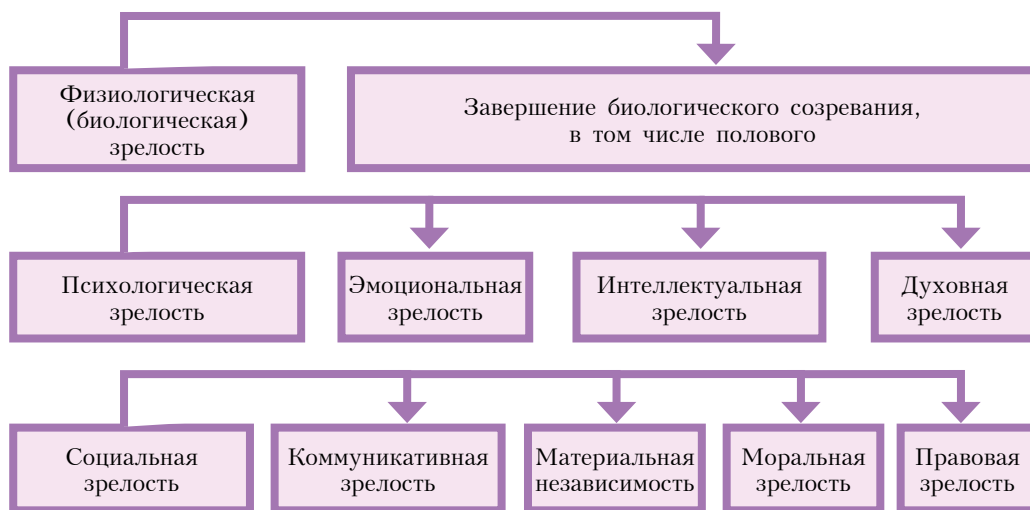 Физиологическая
(биологическая)
зрелость
Завершение биологического созревания,
в том числе полового
Психологическая
зрелость
Эмоциональная
зрелость
Интеллектуальная
зрелость
Духовная
зрелость
Социальная
зрелость
Коммуникативная
зрелость
Материальная
независимость
Моральная
зрелость
Правовая
зрелость